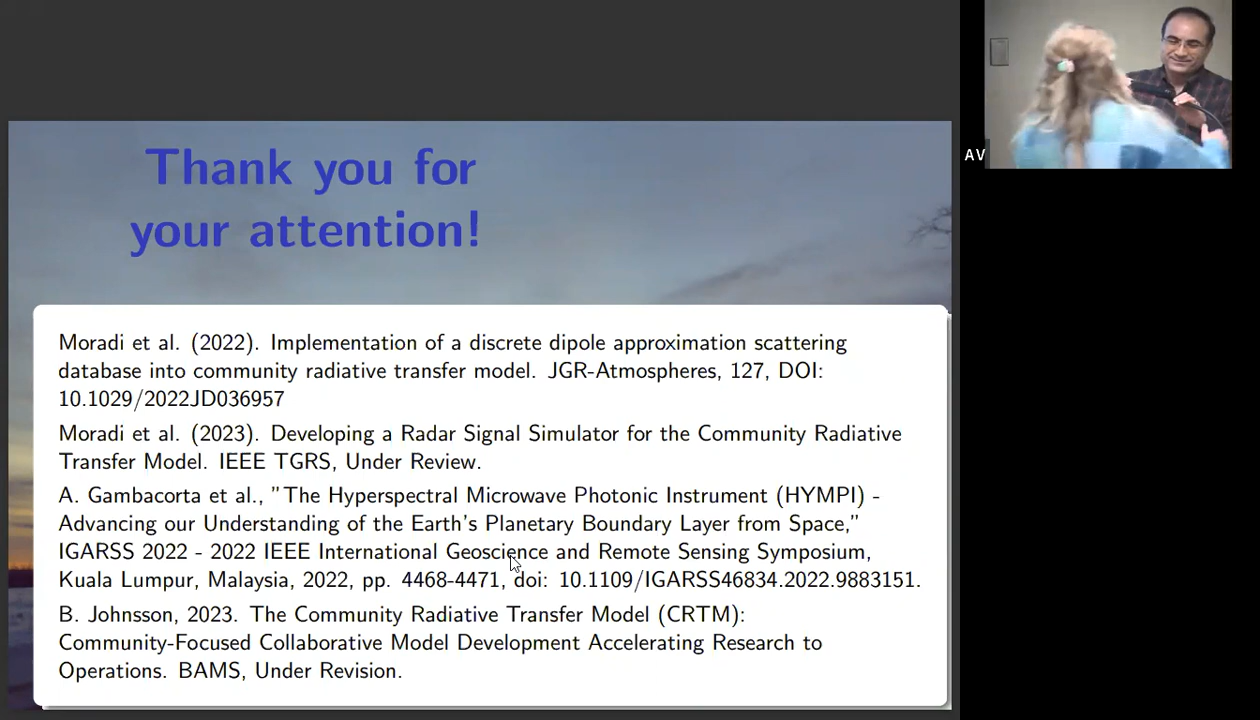 Thank you for
your attention!
AV
Moradi et al. (2022). Implementation of a discrete dipole approximation scattering
database into community radiative transfer model. JGR-Atmospheres, 127, DOI:
10.1029/2022JD036957
Moradi et al. (2023). Developing a Radar Signal Simulator for the Community Radiative
Transfer Model. IEEE TGRS, Under Review.
A. Gambacorta et al., "The Hyperspectral Microwave Photonic Instrument (HYMPI) -
Advancing our Understanding of the Earth's Planetary Boundary Layer from Space,"
IGARSS 2022 - 2022 IEEE International Geoscience and Remote Sensing Symposium,
Kuala Lumpur, Malaysia, 2022, pp. 4468-4471, doi: 10.1109/IGARSS46834.2022.9883151.
B. Johnsson, 2023. The Community Radiative Transfer Model (CRTM):
Community-Focused Collaborative Model Development Accelerating Research to
Operations. BAMS, Under Revision.